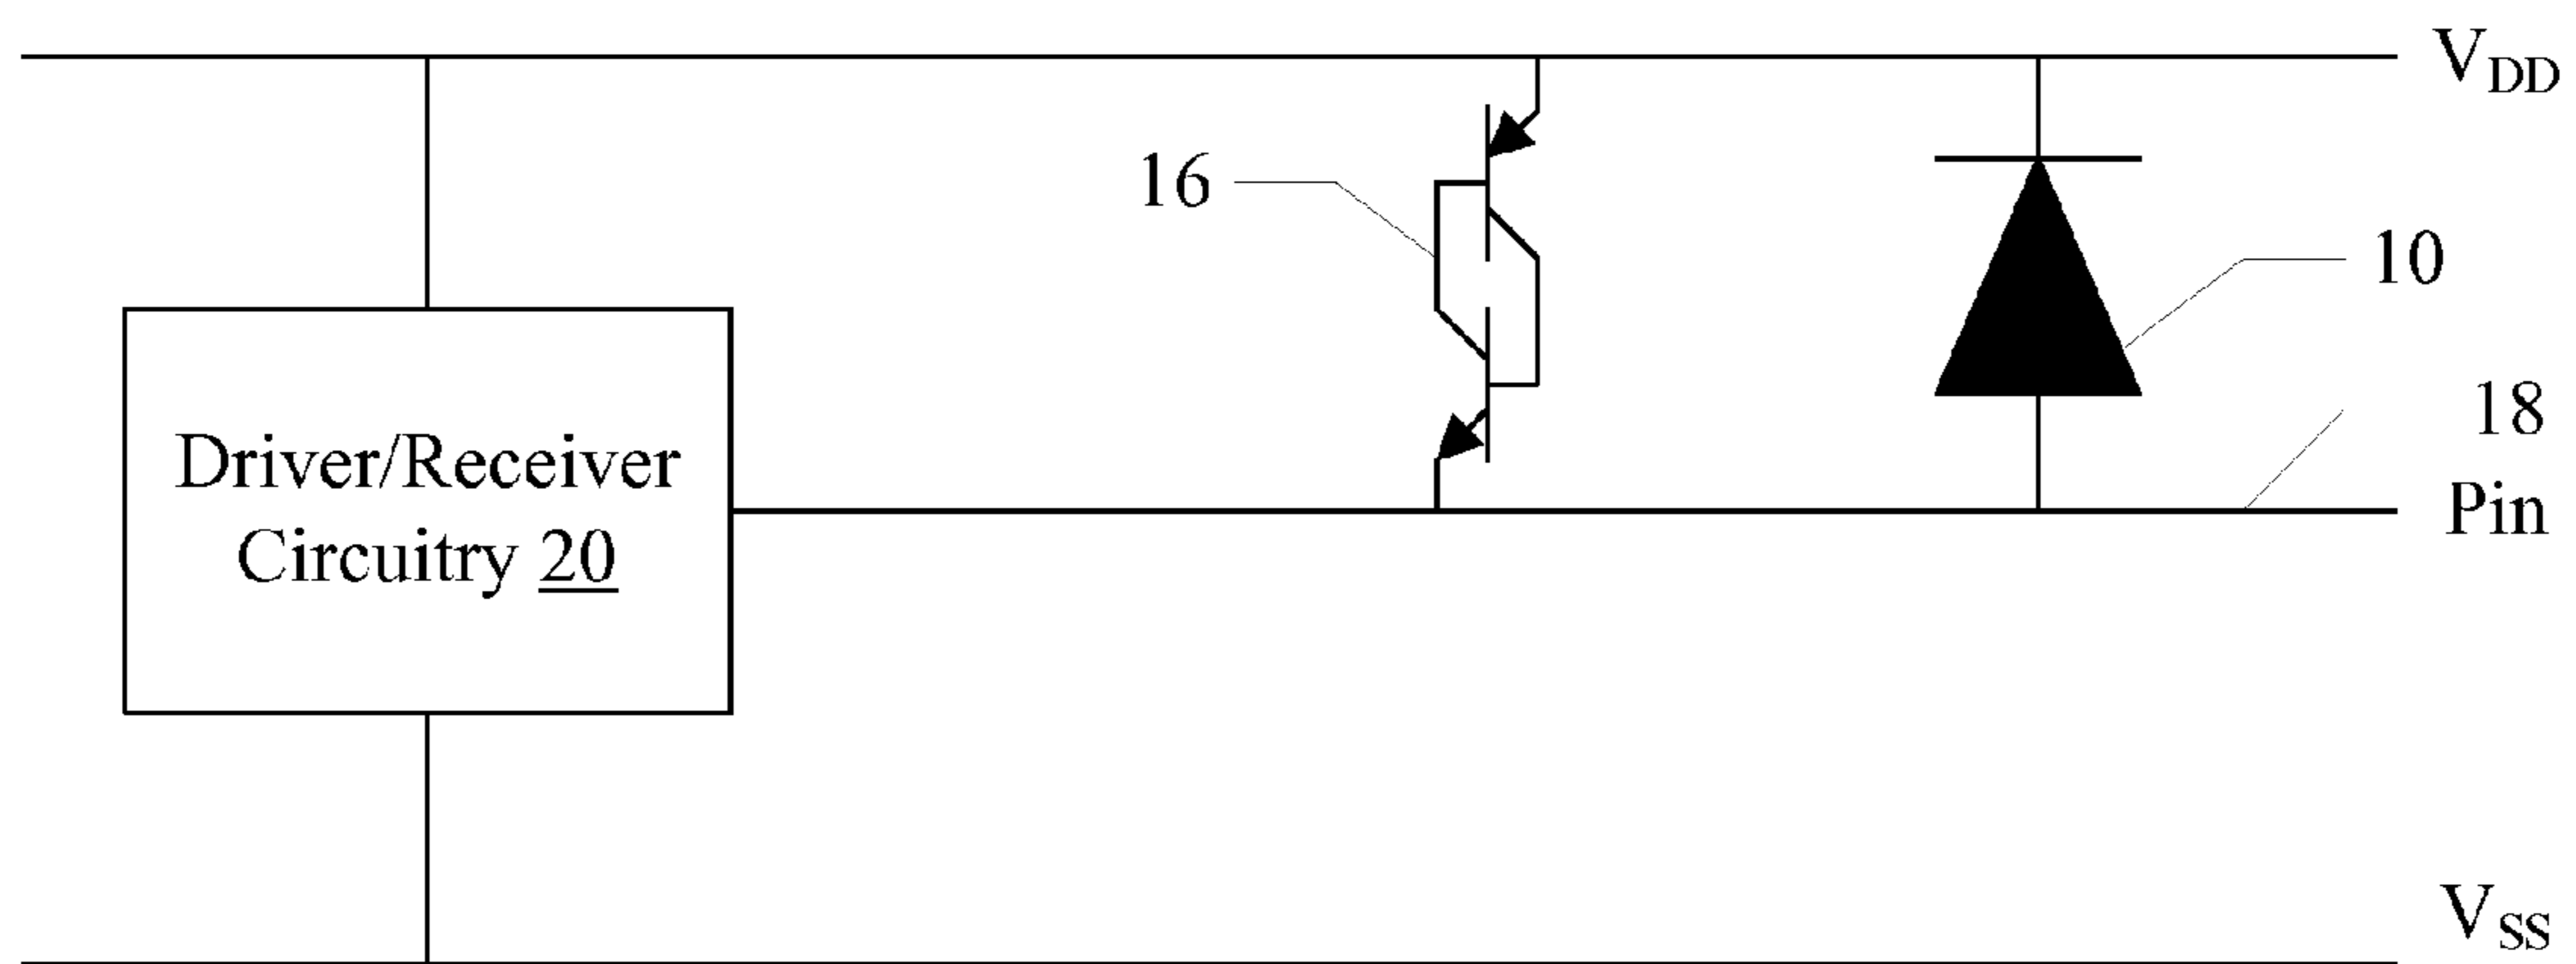 V_DD
16
10
18
Pin
Driver/Receiver
Circuitry 20
V_SS